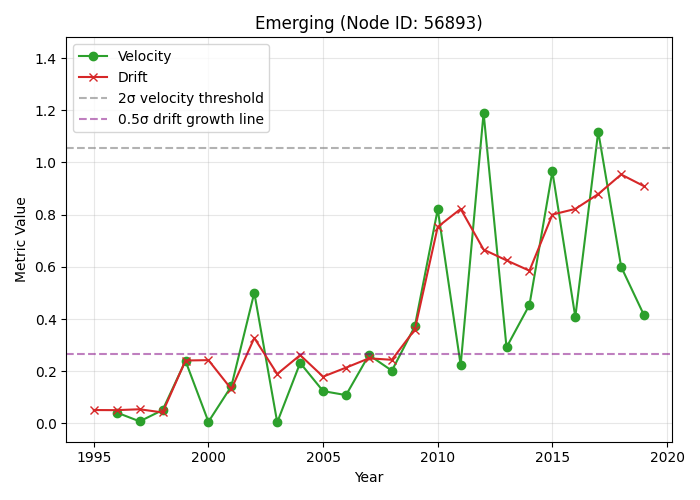 Emerging (Node ID: 56893)
Velocity
Drift
2σ velocity threshold
0.5σ drift growth line
Metric Value
1.4
1.2
1.0
0.8
0.6
0.4
0.2
0.0
1995 2000 2005 2010 2015 2020
Year